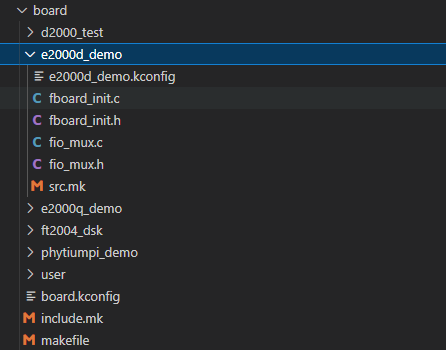 board
d2000_test
e2000d_demo
e2000d_demo.kconfig
C fboard_init.c
C fboard_init.h
C fio_mux.c
C fio_mux.h
M src.mk
e2000q_demo
ft2004_dsk
phytiumpi_demo
user
board.kconfig
M include.mk
M makefile